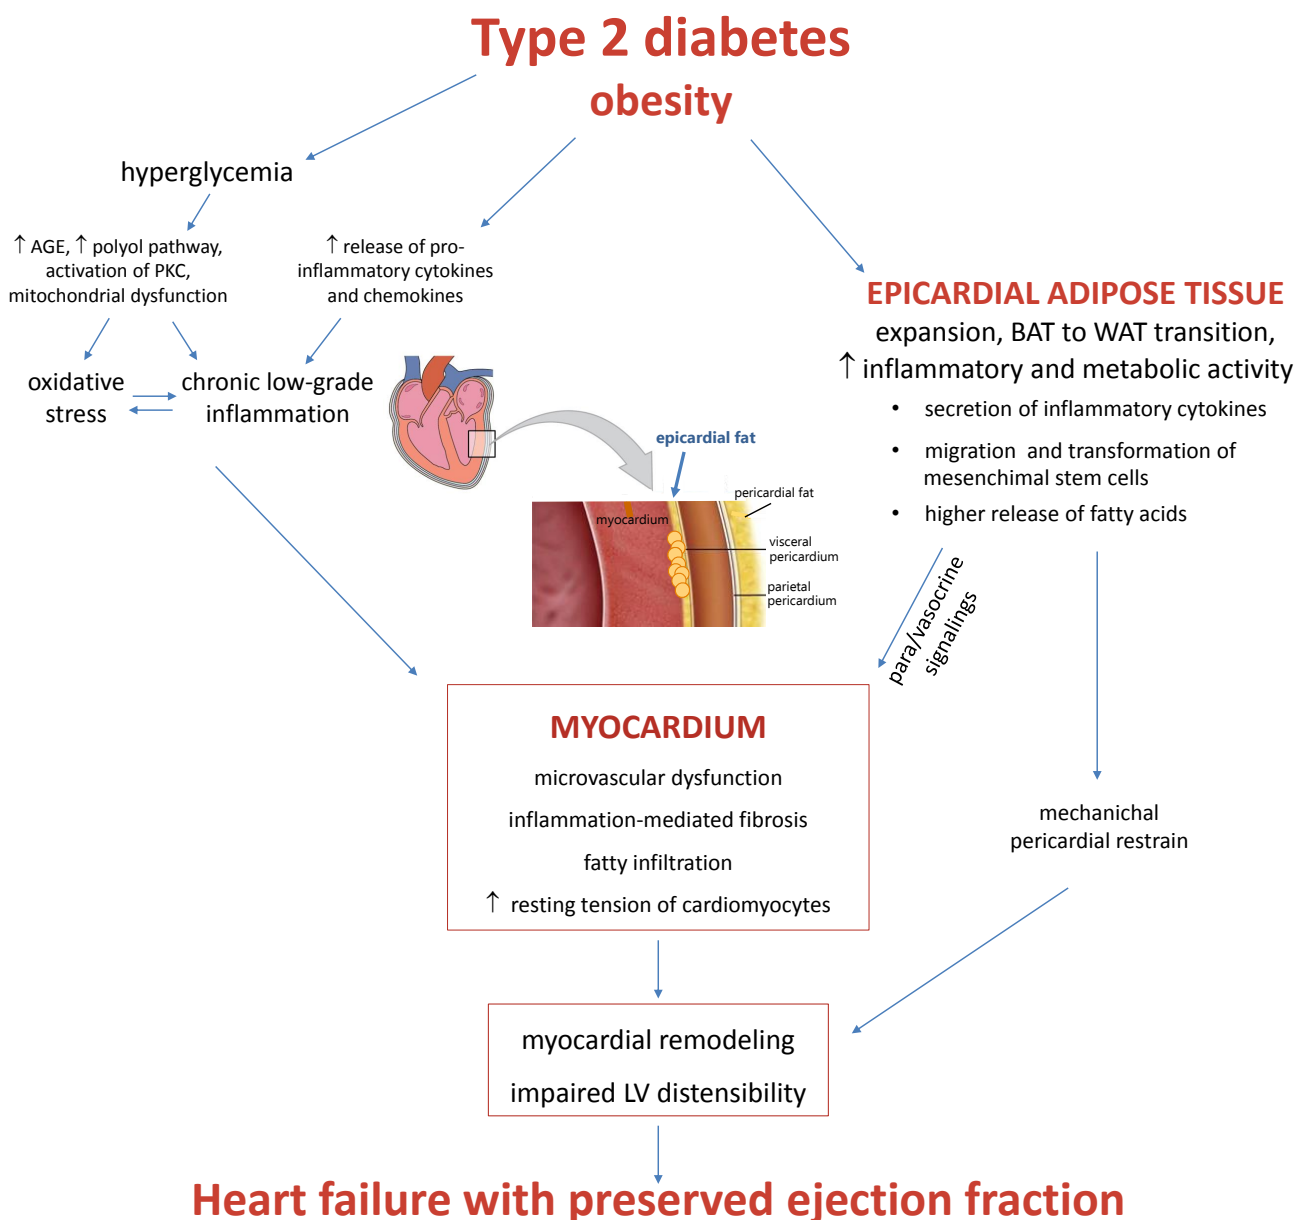 Type 2 diabetes
obesity
hyperglycemia
↑ AGE, ↑ polyol pathway,
activation of PKC,
mitochondrial dysfunction
↑ release of pro-
inflammatory cytokines
and chemokines
oxidative
stress
chronic low-grade
inflammation
EPICARDIAL ADIPOSE TISSUE
expansion, BAT to WAT transition,
↑ inflammatory and metabolic activity
• secretion of inflammatory cytokines
• migration and transformation of
mesenchimal stem cells
• higher release of fatty acids
epicardial fat
pericardial fat
myocardium
visceral
pericardium
parietal
pericardium
para/vasocrine
signalings
MYOCARDIUM
microvascular dysfunction
inflammation-mediated fibrosis
fatty infiltration
↑ resting tension of cardiomyocytes
mechanichal
pericardial restrain
myocardial remodeling
impaired LV distensibility
Heart failure with preserved ejection fraction